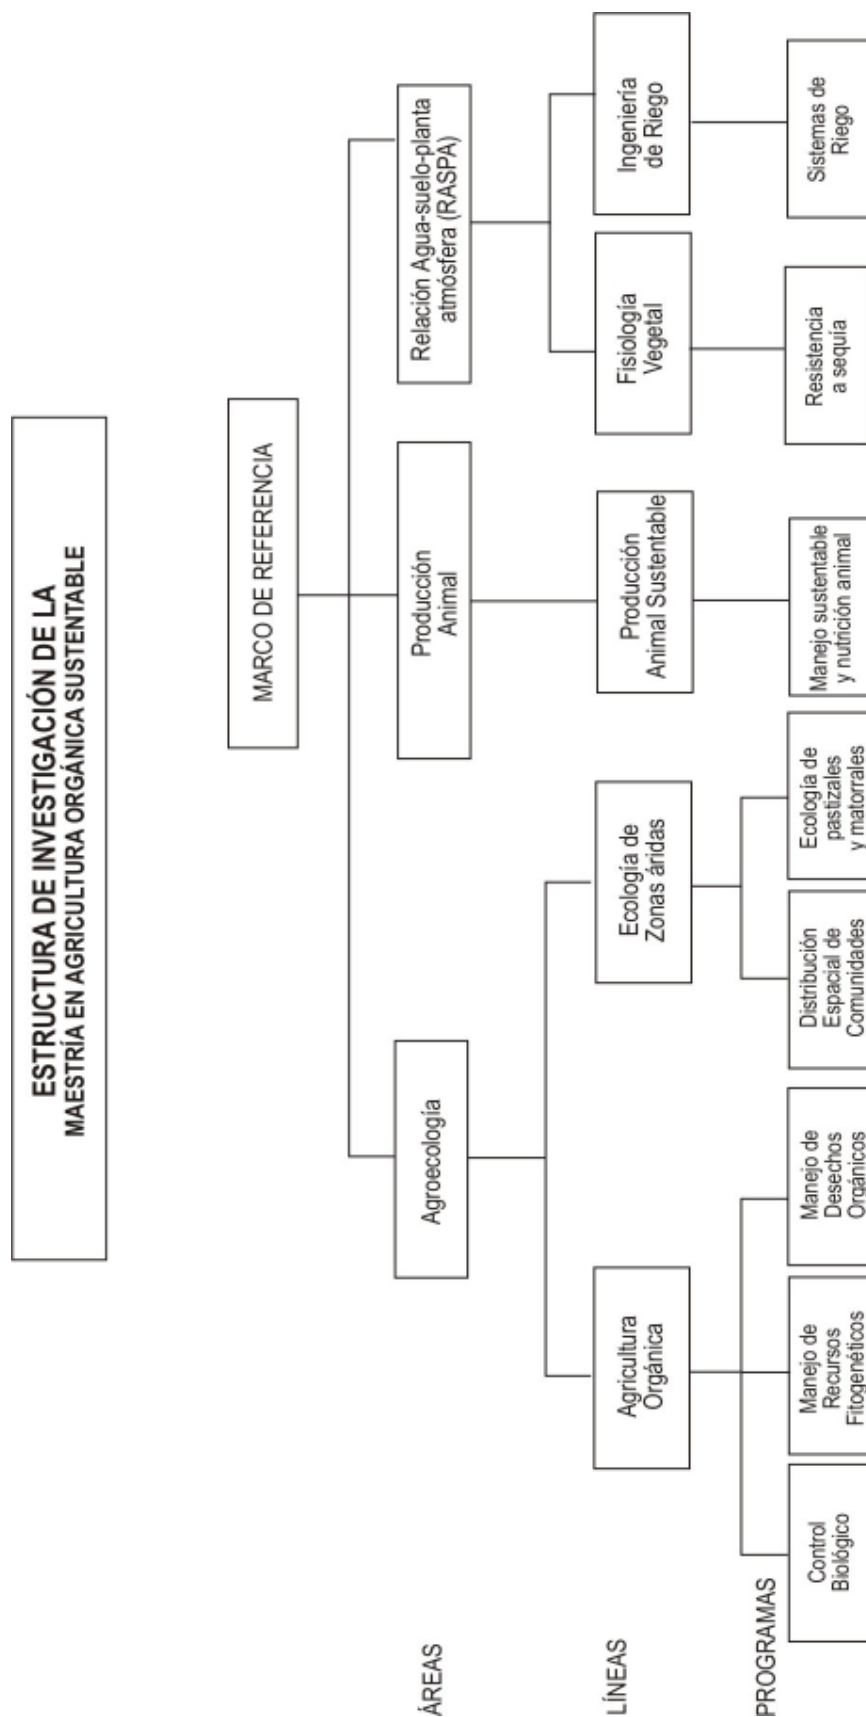 ESTRUCTURA DE INVESTIGACIÓN DE LA
MAESTRÍA EN AGRICULTURA ORGÁNICA SUSTENTABLE
MARCO DE REFERENCIA
ÁREAS
Agroecología
Producción
Animal
Relación Agua-suelo-planta
atmósfera (RASPA)
LÍNEAS
Agricultura
Orgánica
Ecología de
Zonas áridas
Producción
Animal Sustentable
Fisiología
Vegetal
Ingeniería
de Riego
PROGRAMAS
Control
Biológico
Manejo de
Recursos
Fitogenéticos
Manejo de
Desechos
Orgánicos
Distribución
Espacial de
Comunidades
Ecología de
pastizales
y matorrales
Manejo sustentable
y nutrición animal
Resistencia
a sequía
Sistemas de
Riego